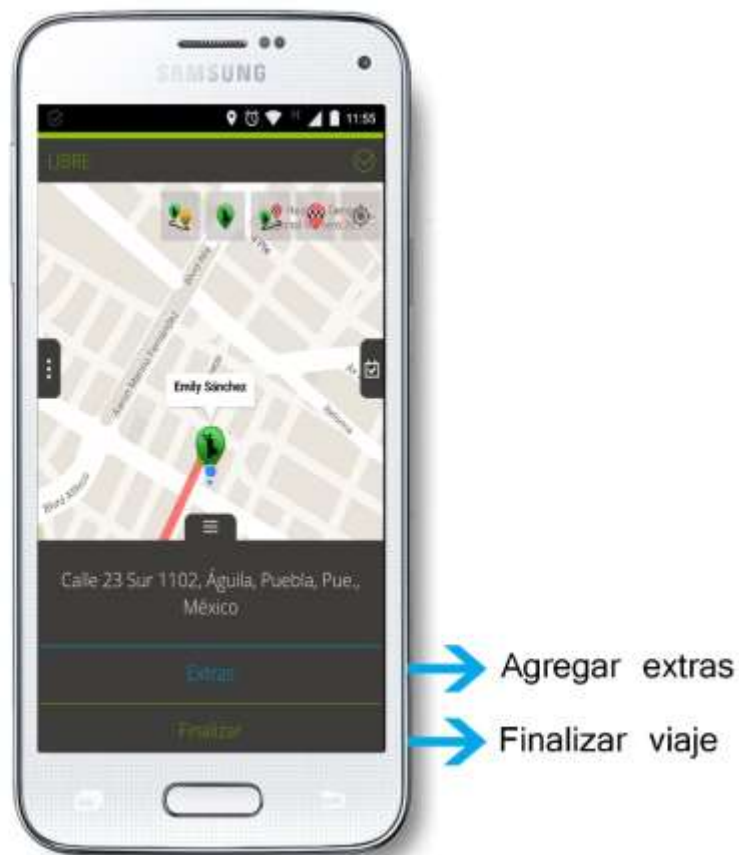 SAMSUNG
11:55
LIBRE
Emily Sánchez
Calle 23 Sur 1102, Águila, Puebla, Pue.,
México
Extras
Agregar extras
Finalizar
Finalizar viaje